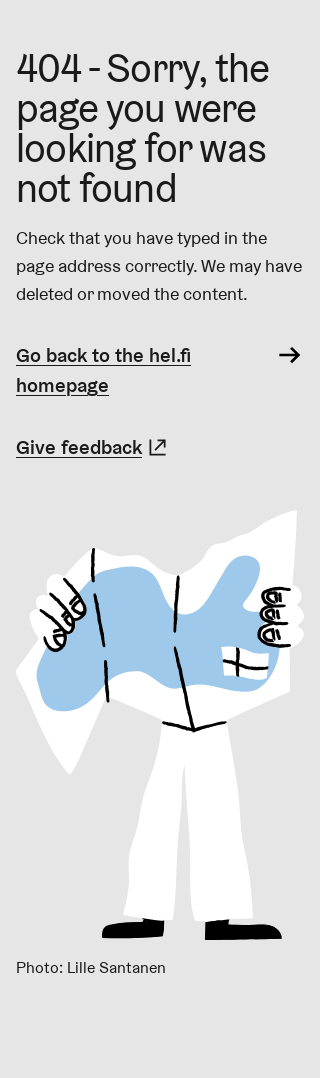 404 - Sorry, the
page you were
looking for was
not found
Check that you have typed in the
page address correctly. We may have
deleted or moved the content.
Go back to the hel.fi
homepage
Give feedback
Photo: Lille Santanen